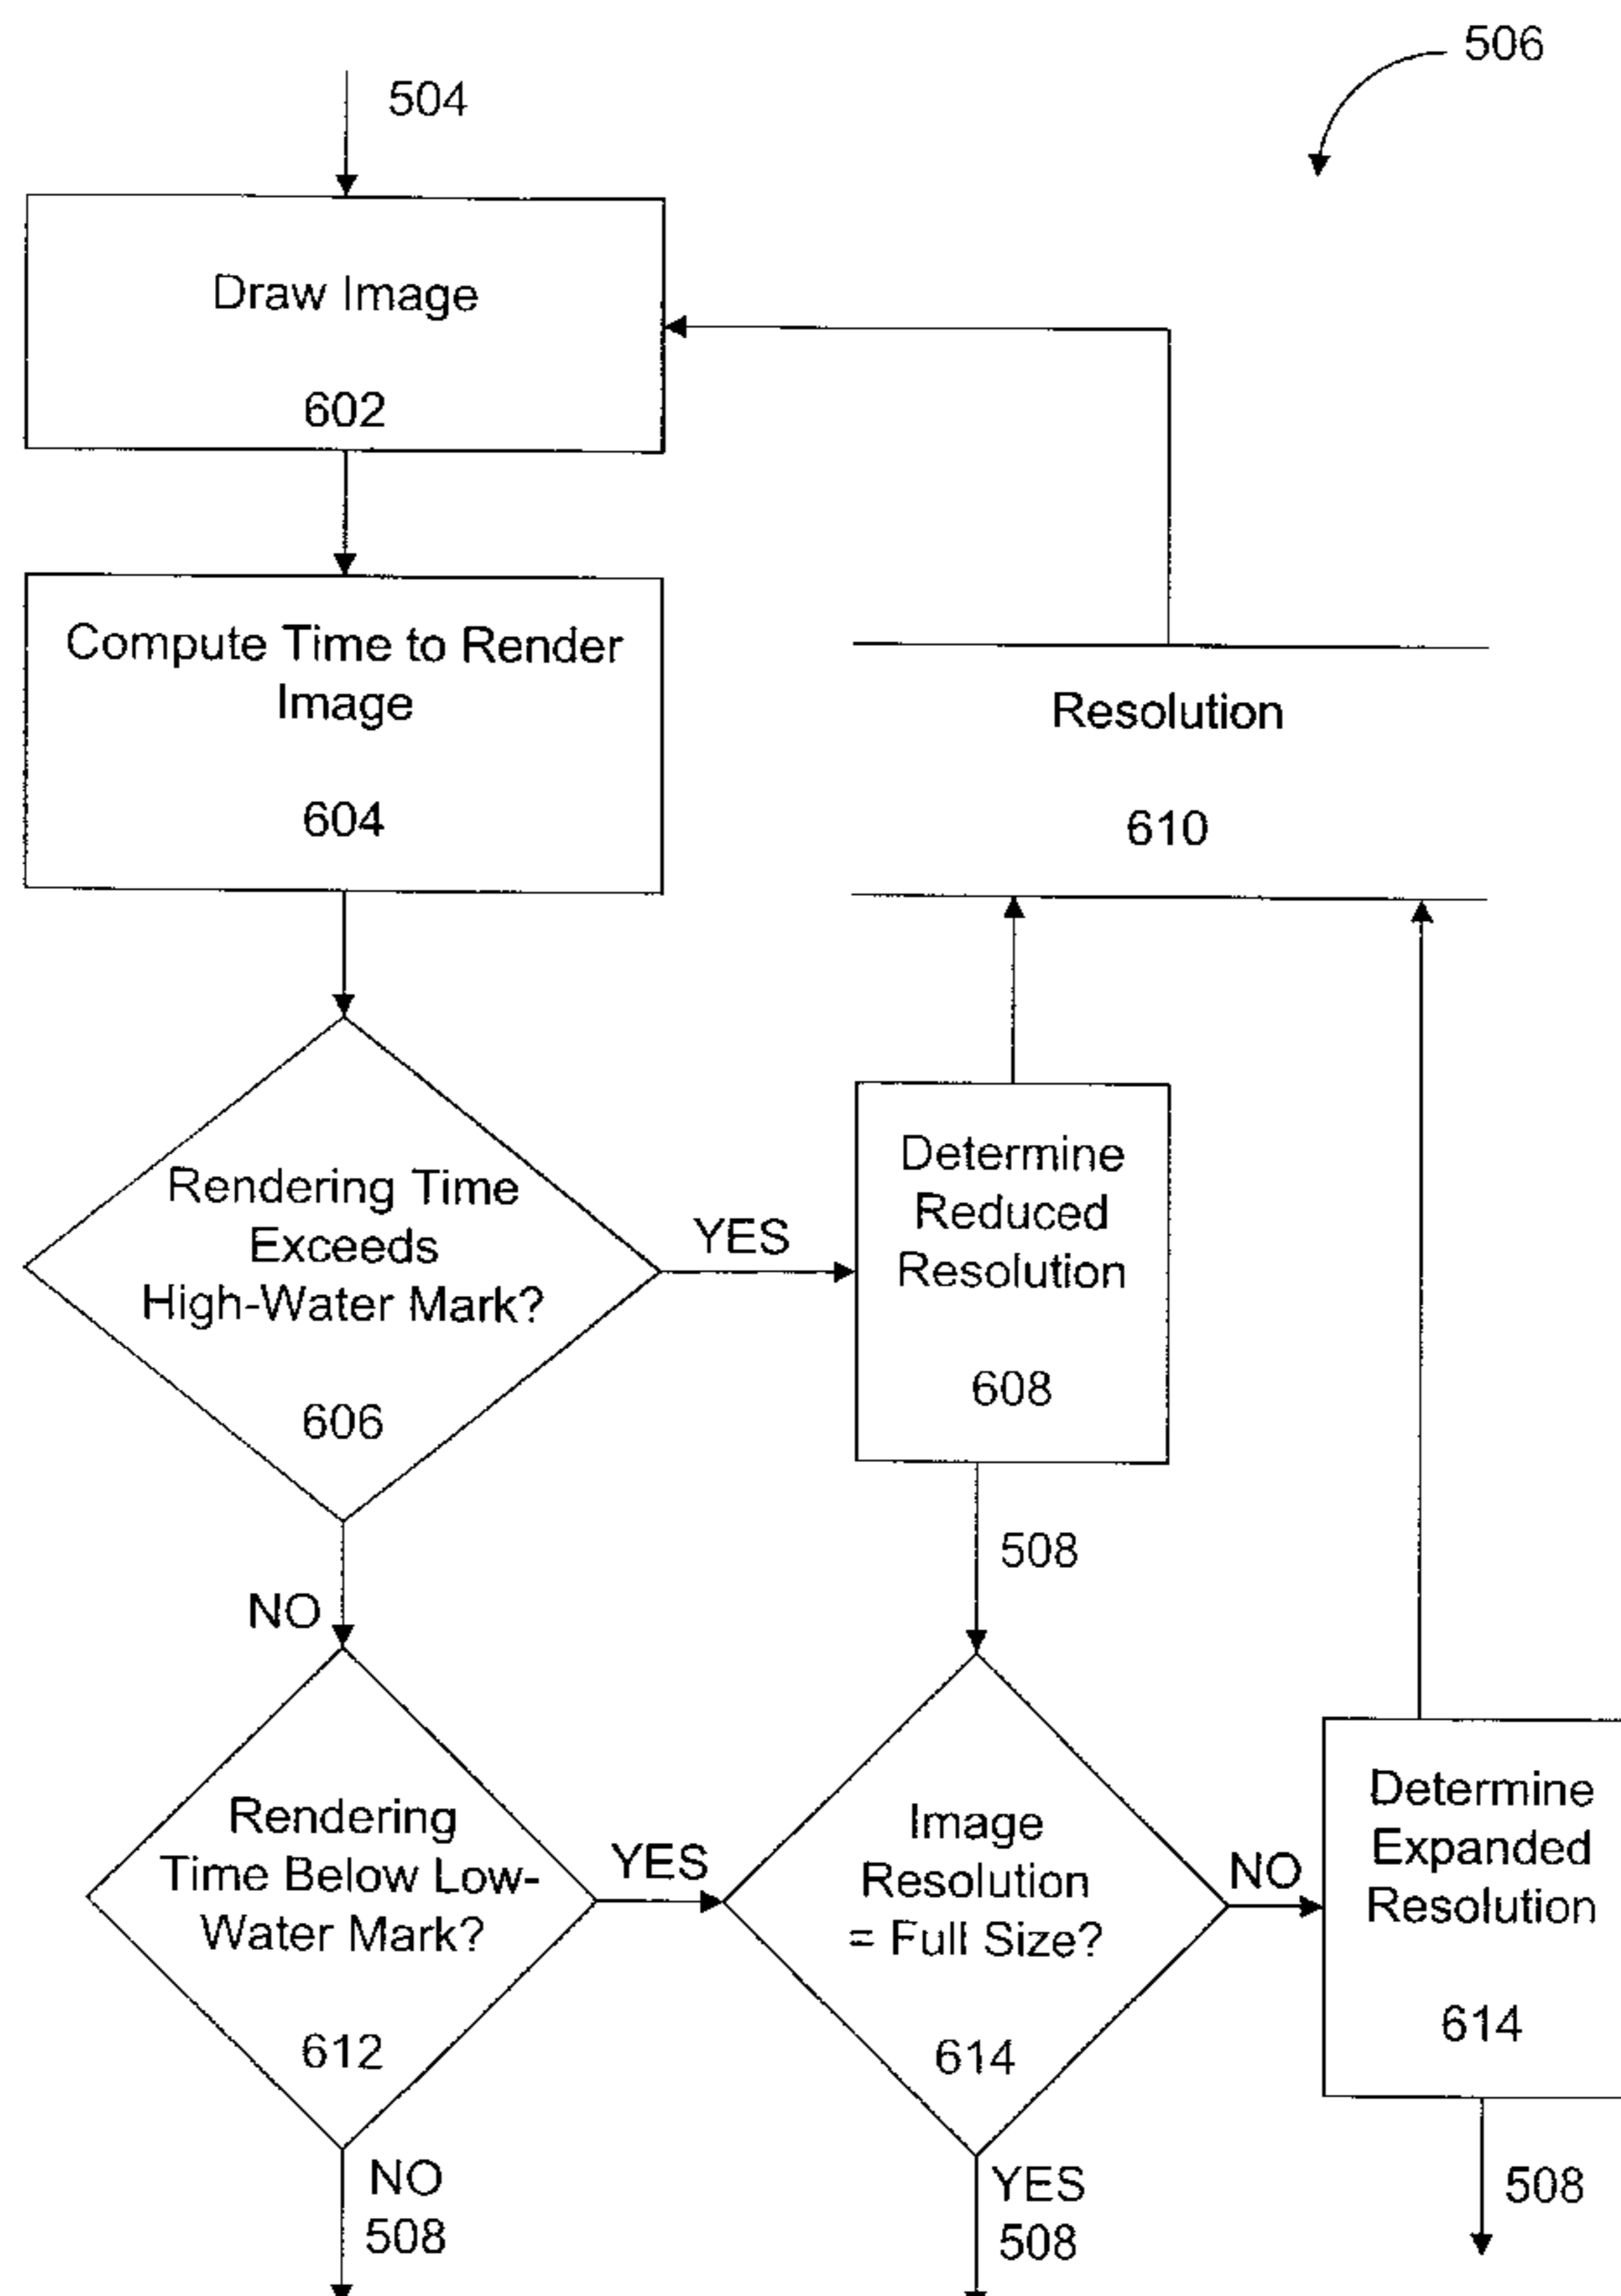 506
504
Draw Image
602
Compute Time to Render
Image
604
Resolution
610
Rendering Time
Exceeds
High-Water Mark?
606
YES
Determine
Reduced
Resolution
608
508
NO
Rendering
Time Below Low-
Water Mark?
612
YES
Image
Resolution
= Full Size?
614
NO
Determine
Expanded
Resolution
614
NO
508
YES
508
508